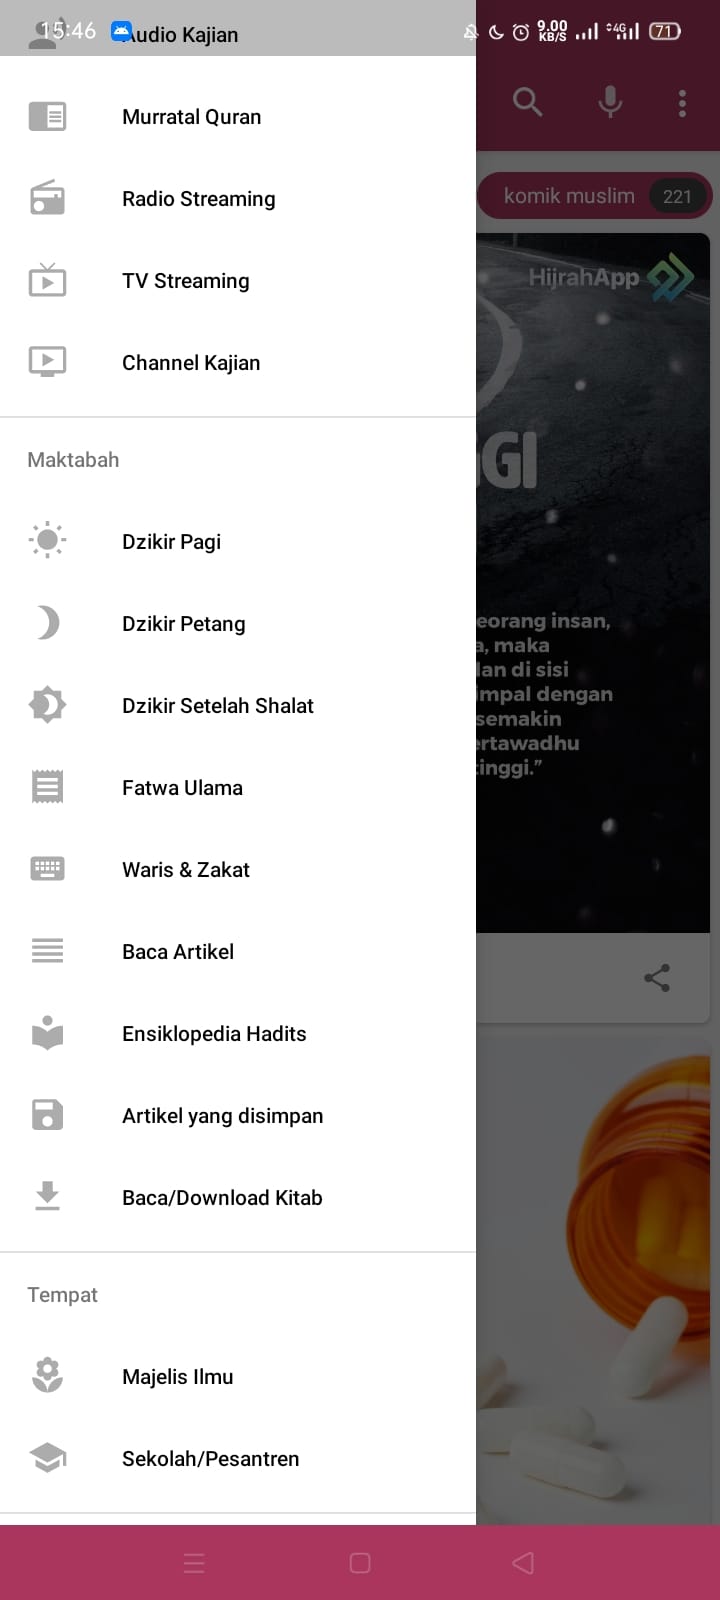 15:46
Audio Kajian
9.00
KB/S
4G
71
Murratal Quran
Radio Streaming
komik muslim 221
TV Streaming
HijrahApp
Channel Kajian
GI
Maktabah
Dzikir Pagi
Dzikir Petang
eorang insan,
a, maka
dan di sisi
impal dengan
semakin
ertawadhu
tinggi.”
Dzikir Setelah Shalat
Fatwa Ulama
Waris & Zakat
Baca Artikel
Ensiklopedia Hadits
Artikel yang disimpan
Baca/Download Kitab
Tempat
Majelis Ilmu
Sekolah/Pesantren